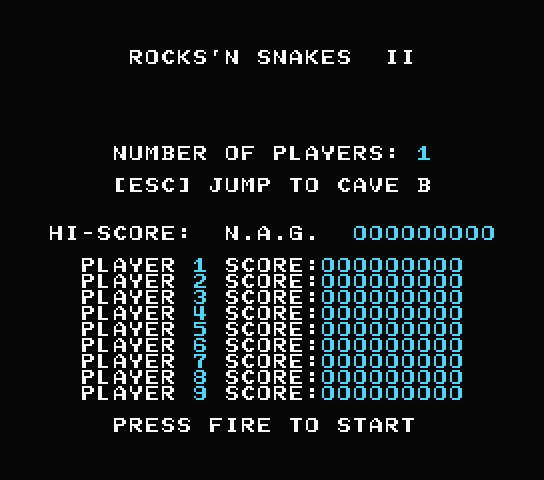 ROCKS'N SNAKES II
NUMBER OF PLAYERS: 1
[ESC] JUMP TO CAVE B
HI-SCORE: N.A.G. 000000000
PLAYER 1 SCORE:000000000
PLAYER 2 SCORE:000000000
PLAYER 3 SCORE:000000000
PLAYER 4 SCORE:000000000
PLAYER 5 SCORE:000000000
PLAYER 6 SCORE:000000000
PLAYER 7 SCORE:000000000
PLAYER 8 SCORE:000000000
PLAYER 9 SCORE:000000000
PRESS FIRE TO START